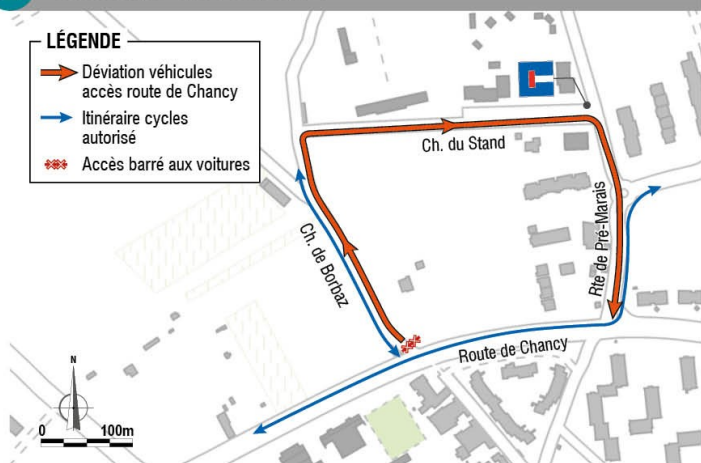 LÉGENDE
Déviation véhicules
accès route de Chancy
Itinéraire cycles
autorisé
Accès barré aux voitures
Ch. du Stand
Ch. de Borbaz
Rte de Pré-Marais
Route de Chancy
N
0 100m